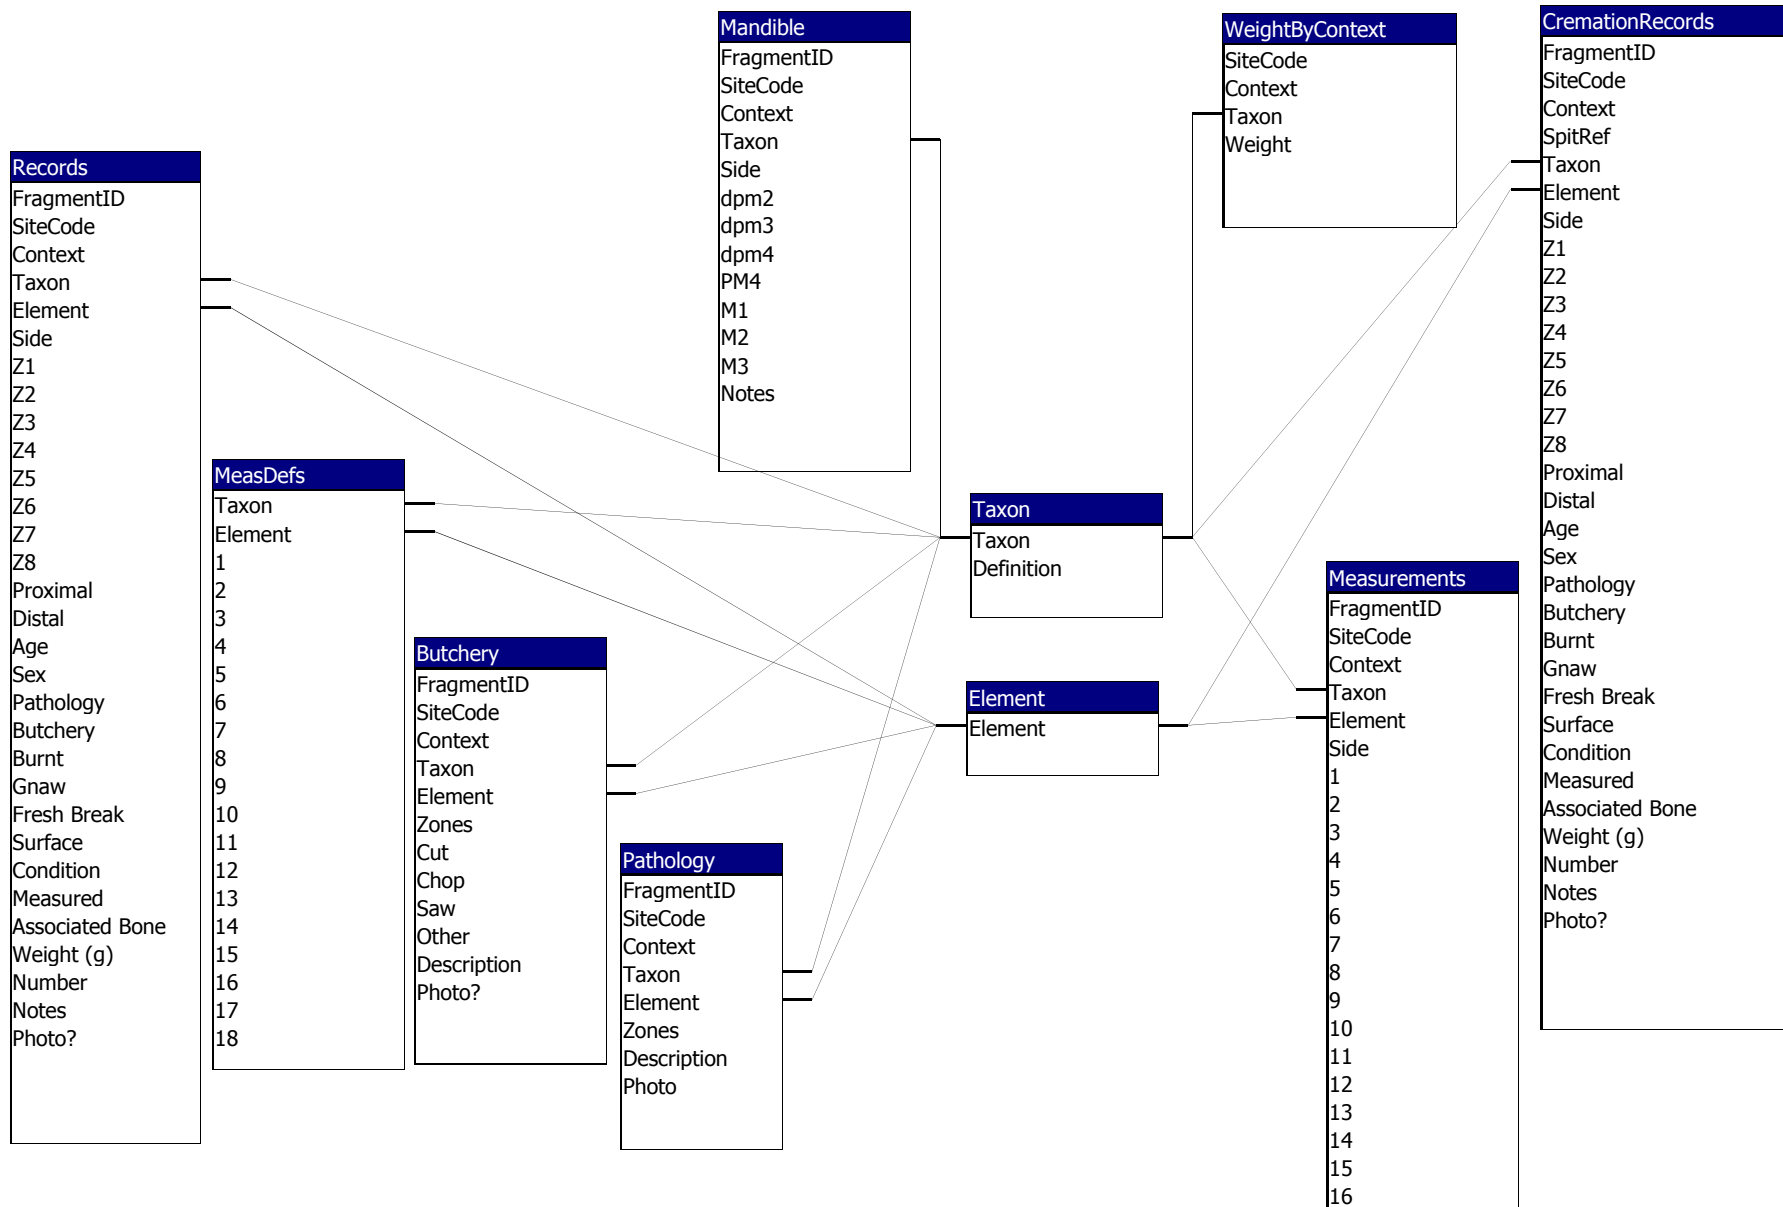 Records
FragmentID
SiteCode
Context
Taxon
Element
Side
Z1
Z2
Z3
Z4
Z5
Z6
Z7
Z8
Proximal
Distal
Age
Sex
Pathology
Butchery
Burnt
Gnaw
Fresh Break
Surface
Condition
Measured
Associated Bone
Weight (g)
Number
Notes
Photo?
MeasDefs
Taxon
Element
1
2
3
4
5
6
7
8
9
10
11
12
13
14
15
16
17
18
Butchery
FragmentID
SiteCode
Context
Taxon
Element
Zones
Cut
Chop
Saw
Other
Description
Photo?
Pathology
FragmentID
SiteCode
Context
Taxon
Element
Zones
Description
Photo
Mandible
FragmentID
SiteCode
Context
Taxon
Side
dpm2
dpm3
dpm4
PM4
M1
M2
M3
Notes
Taxon
Taxon
Definition
Element
Element
WeightByContext
SiteCode
Context
Taxon
Weight
Measurements
FragmentID
SiteCode
Context
Taxon
Element
Side
1
2
3
4
5
6
7
8
9
10
11
12
13
14
15
16
CremationRecords
FragmentID
SiteCode
Context
SpitRef
Taxon
Element
Side
Z1
Z2
Z3
Z4
Z5
Z6
Z7
Z8
Proximal
Distal
Age
Sex
Pathology
Butchery
Burnt
Gnaw
Fresh Break
Surface
Condition
Measured
Associated Bone
Weight (g)
Number
Notes
Photo?